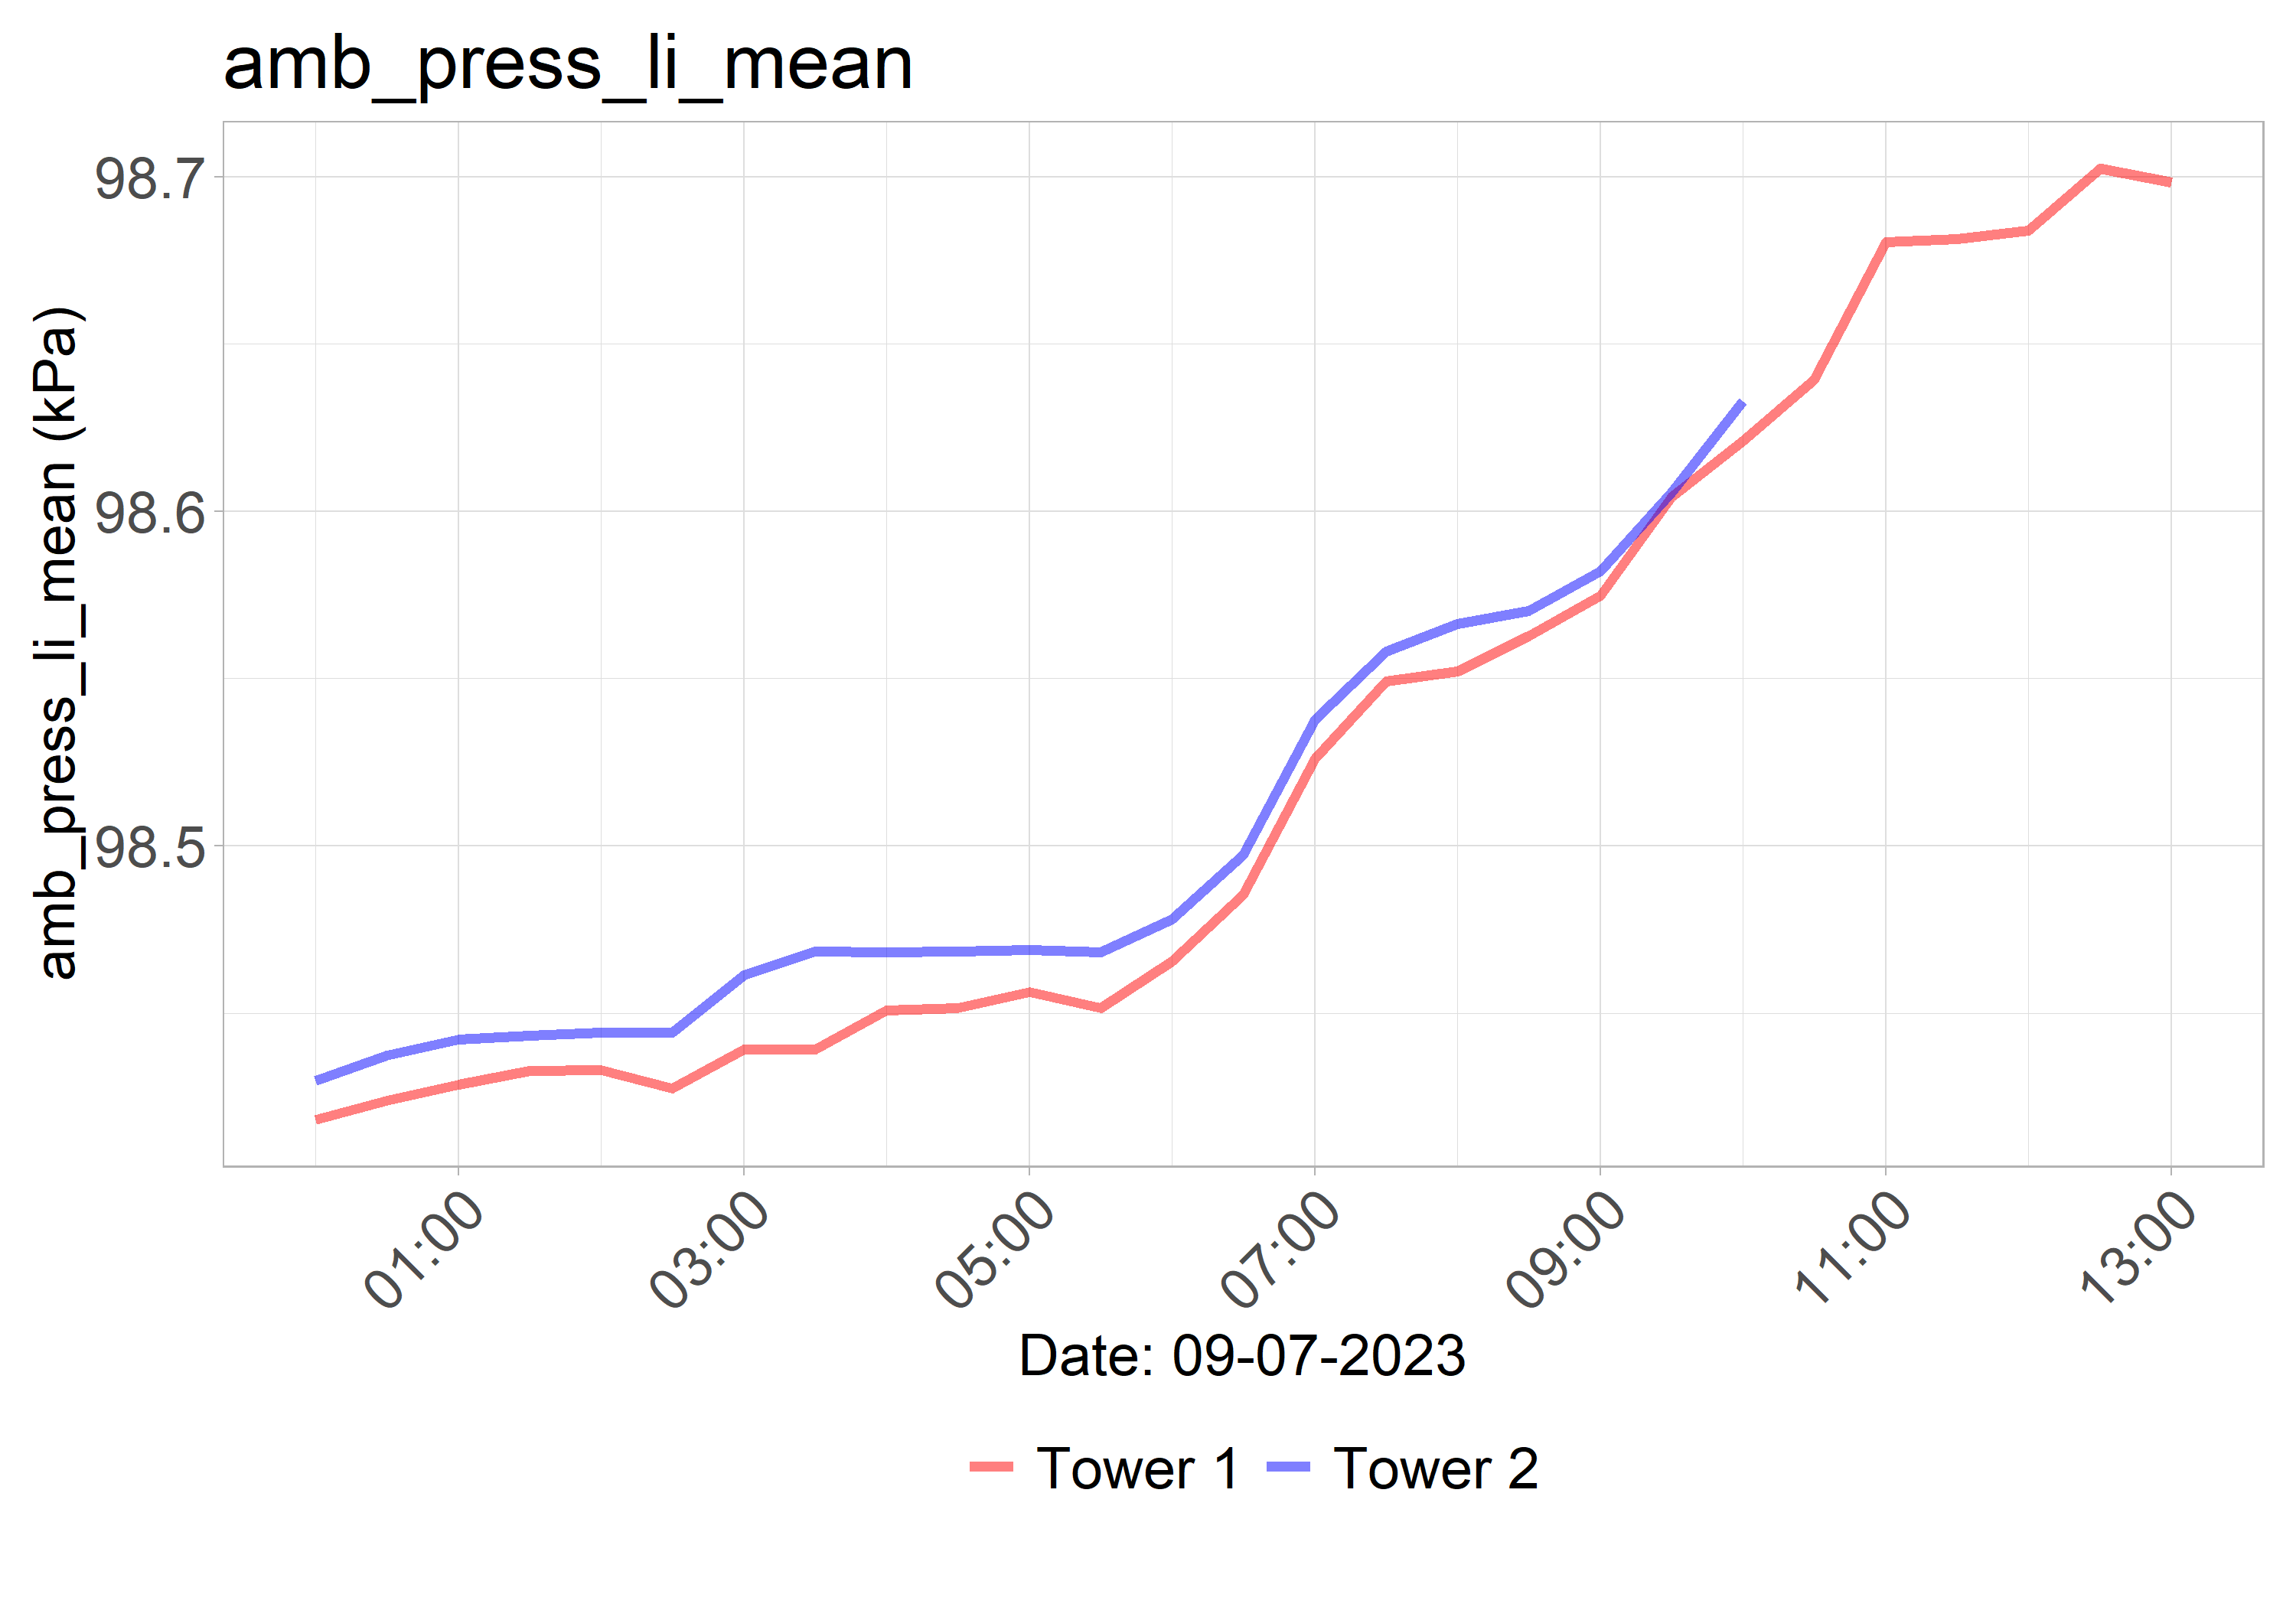 amb_press_li_mean
amb_press_li_mean (kPa)
98.7
98.6
98.5
01:00
03:00
05:00
07:00
09:00
11:00
13:00
Date: 09-07-2023
Tower 1
Tower 2